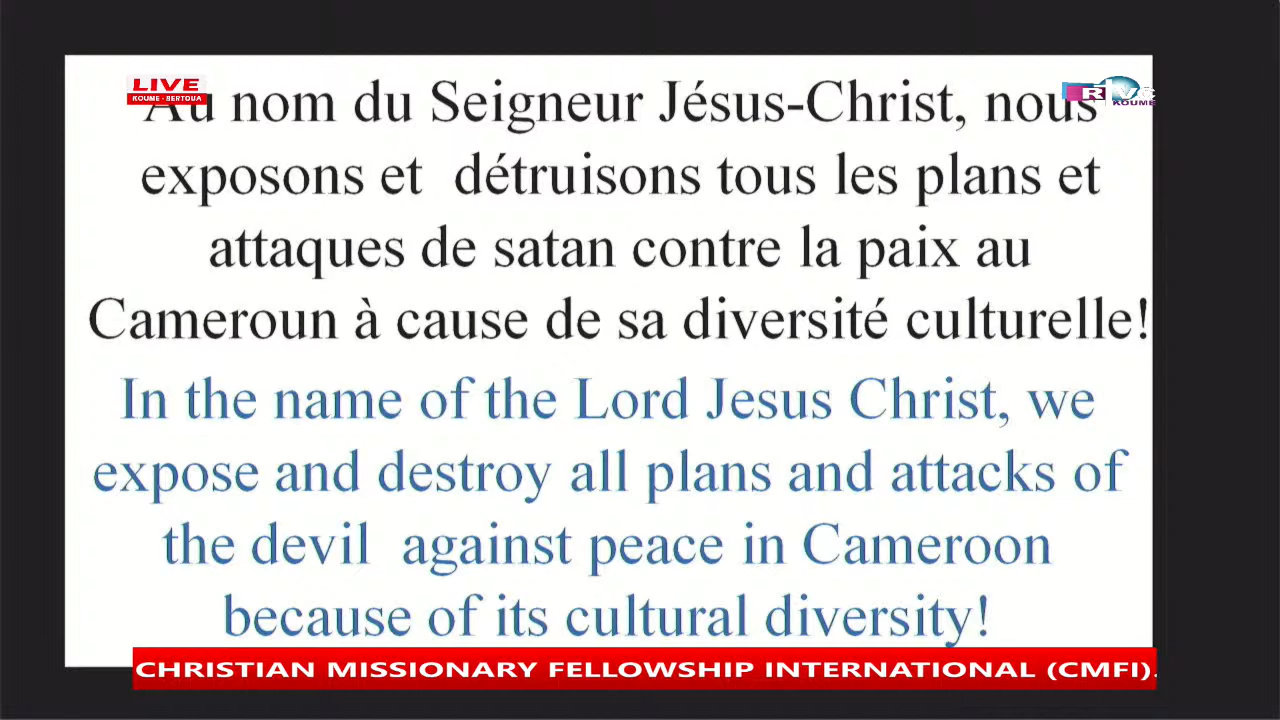 LIVE
KOUME - BERTOUA
Au nom du Seigneur Jésus-Christ, nous
exposons et détruisons tous les plans et
attaques de satan contre la paix au
Cameroun à cause de sa diversité culturelle!
In the name of the Lord Jesus Christ, we
expose and destroy all plans and attacks of
the devil against peace in Cameroon
because of its cultural diversity!
CHRISTIAN MISSIONARY FELLOWSHIP INTERNATIONAL (CMFI).
KOUME